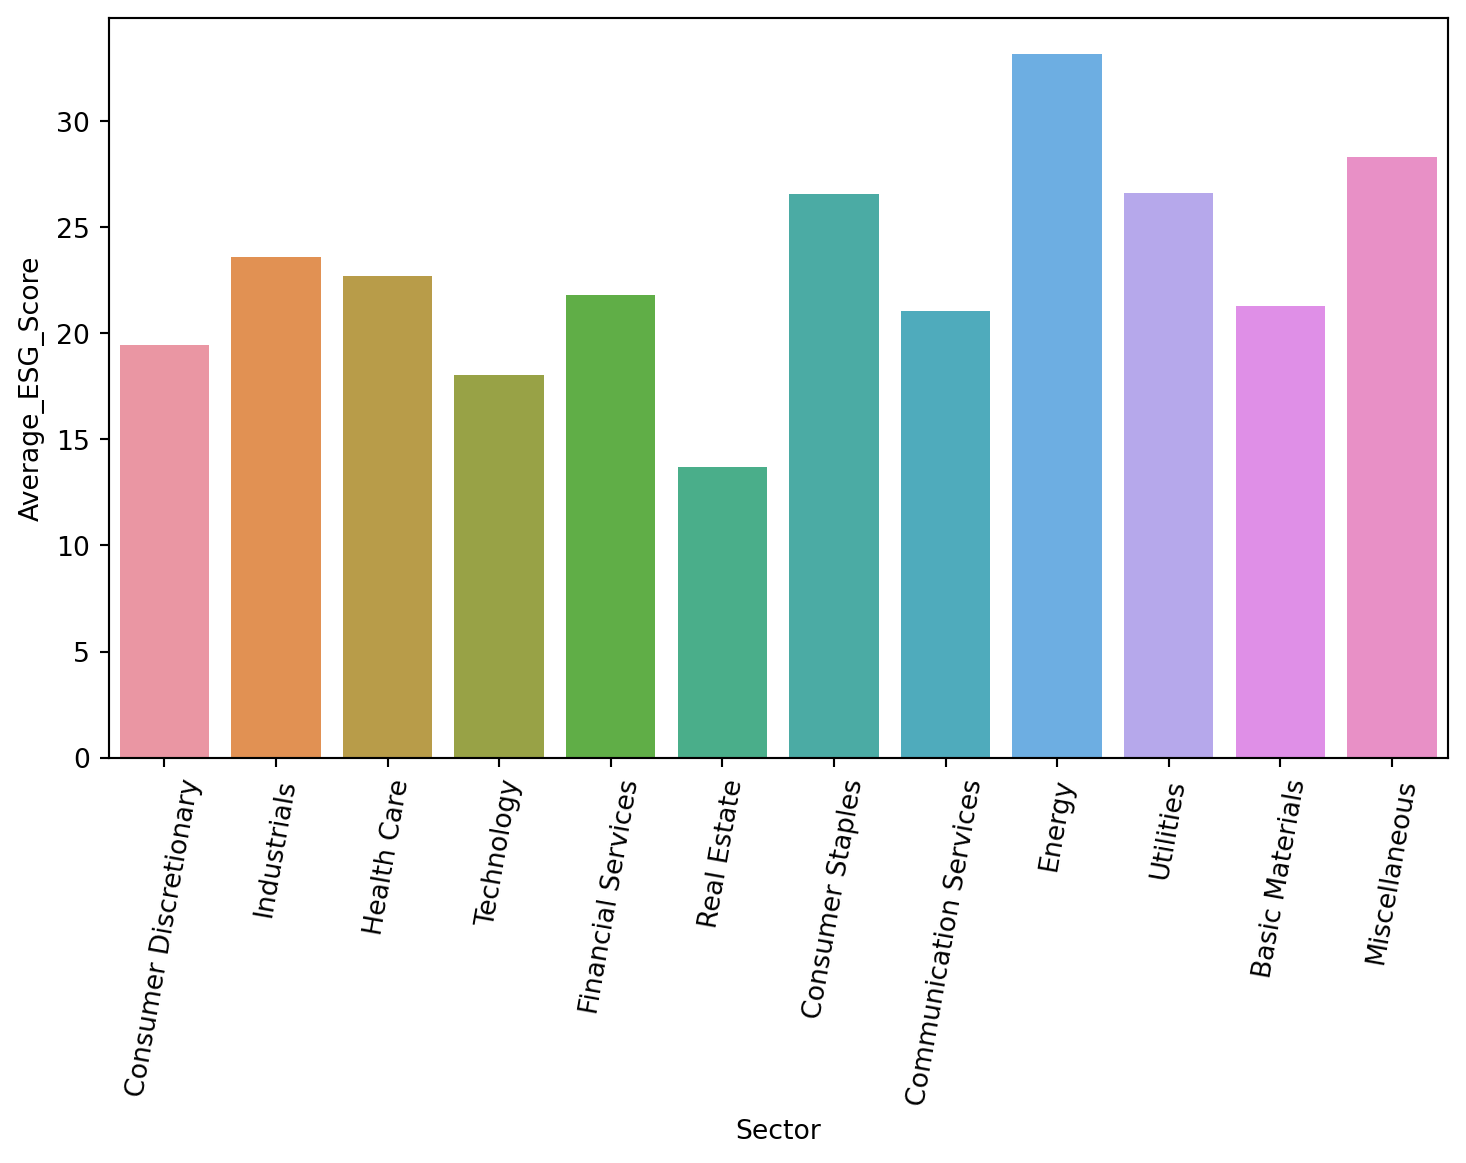 Average_ESG_Score
30
25
20
15
10
5
0
Consumer Discretionary
Industrials
Health Care
Technology
Financial Services
Real Estate
Consumer Staples
Communication Services
Energy
Utilities
Basic Materials
Miscellaneous
Sector